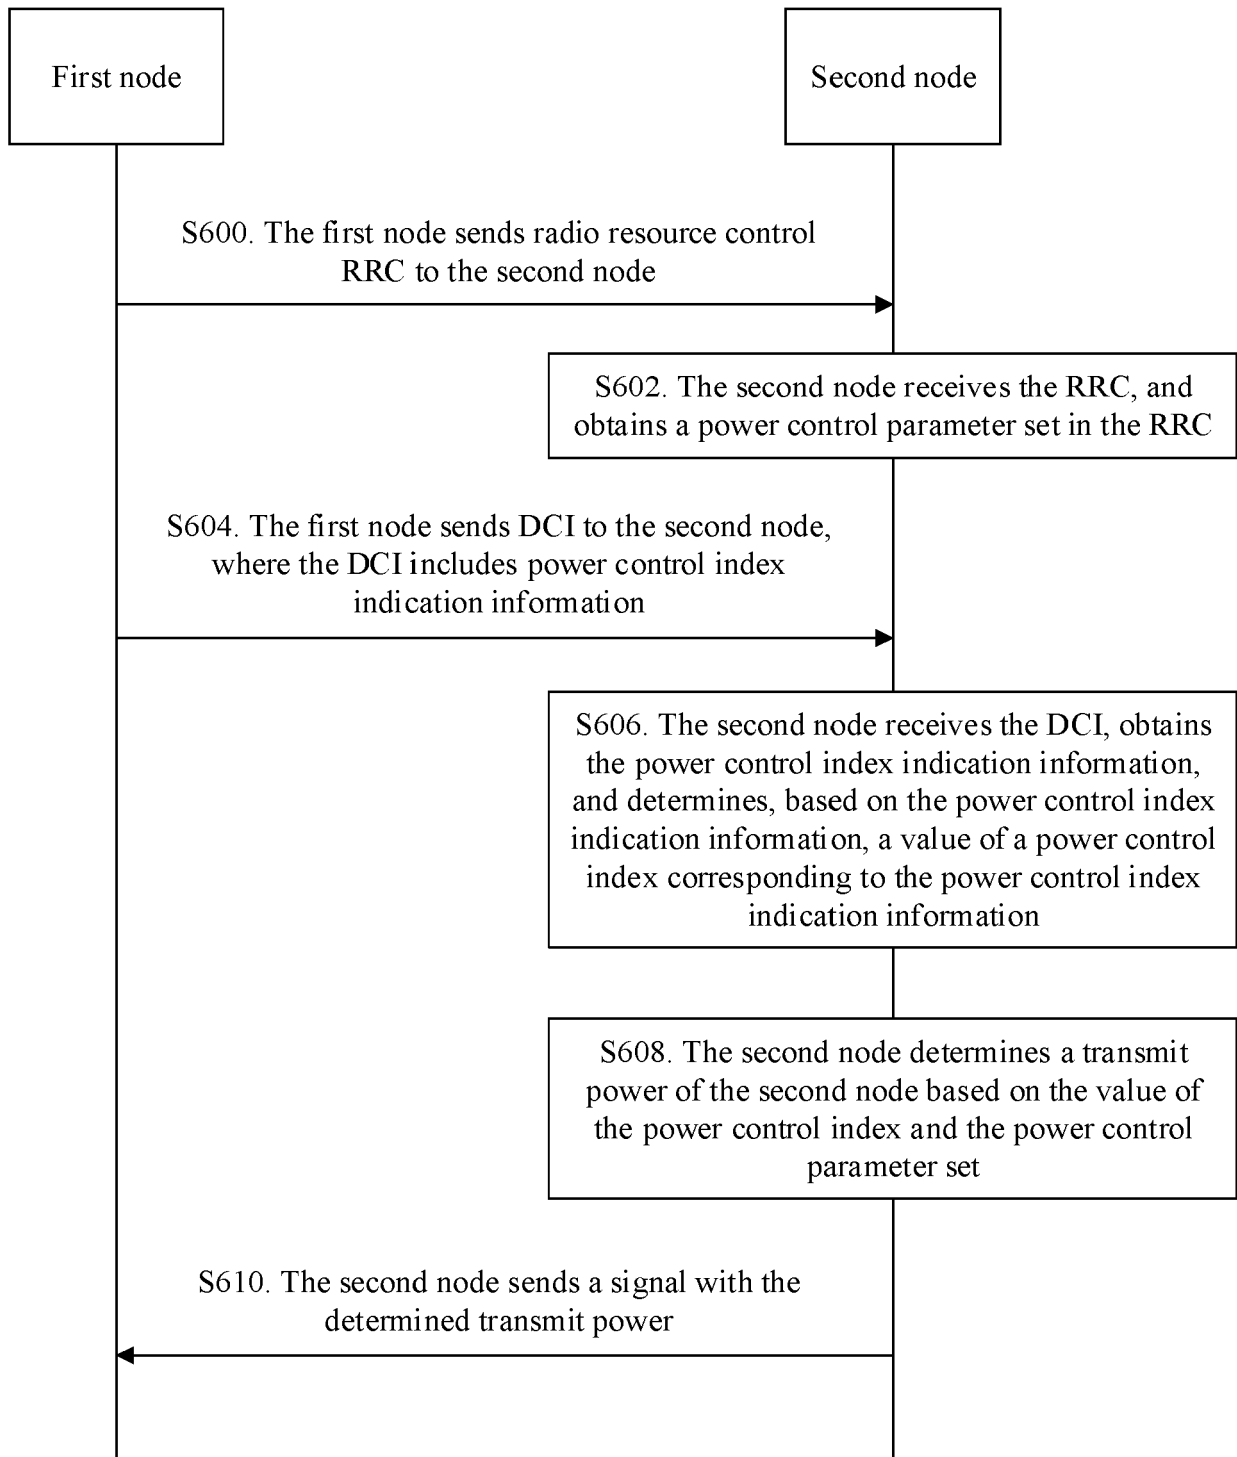 First node
Second node
S600. The first node sends radio resource control
RRC to the second node
S602. The second node receives the RRC, and
obtains a power control parameter set in the RRC
S604. The first node sends DCI to the second node,
where the DCI includes power control index
indication information
S606. The second node receives the DCI, obtains
the power control index indication information,
and determines, based on the power control index
indication information, a value of a power control
index corresponding to the power control index
indication information
S608. The second node determines a transmit
power of the second node based on the value of
the power control index and the power control
parameter set
S610. The second node sends a signal with the
determined transmit power